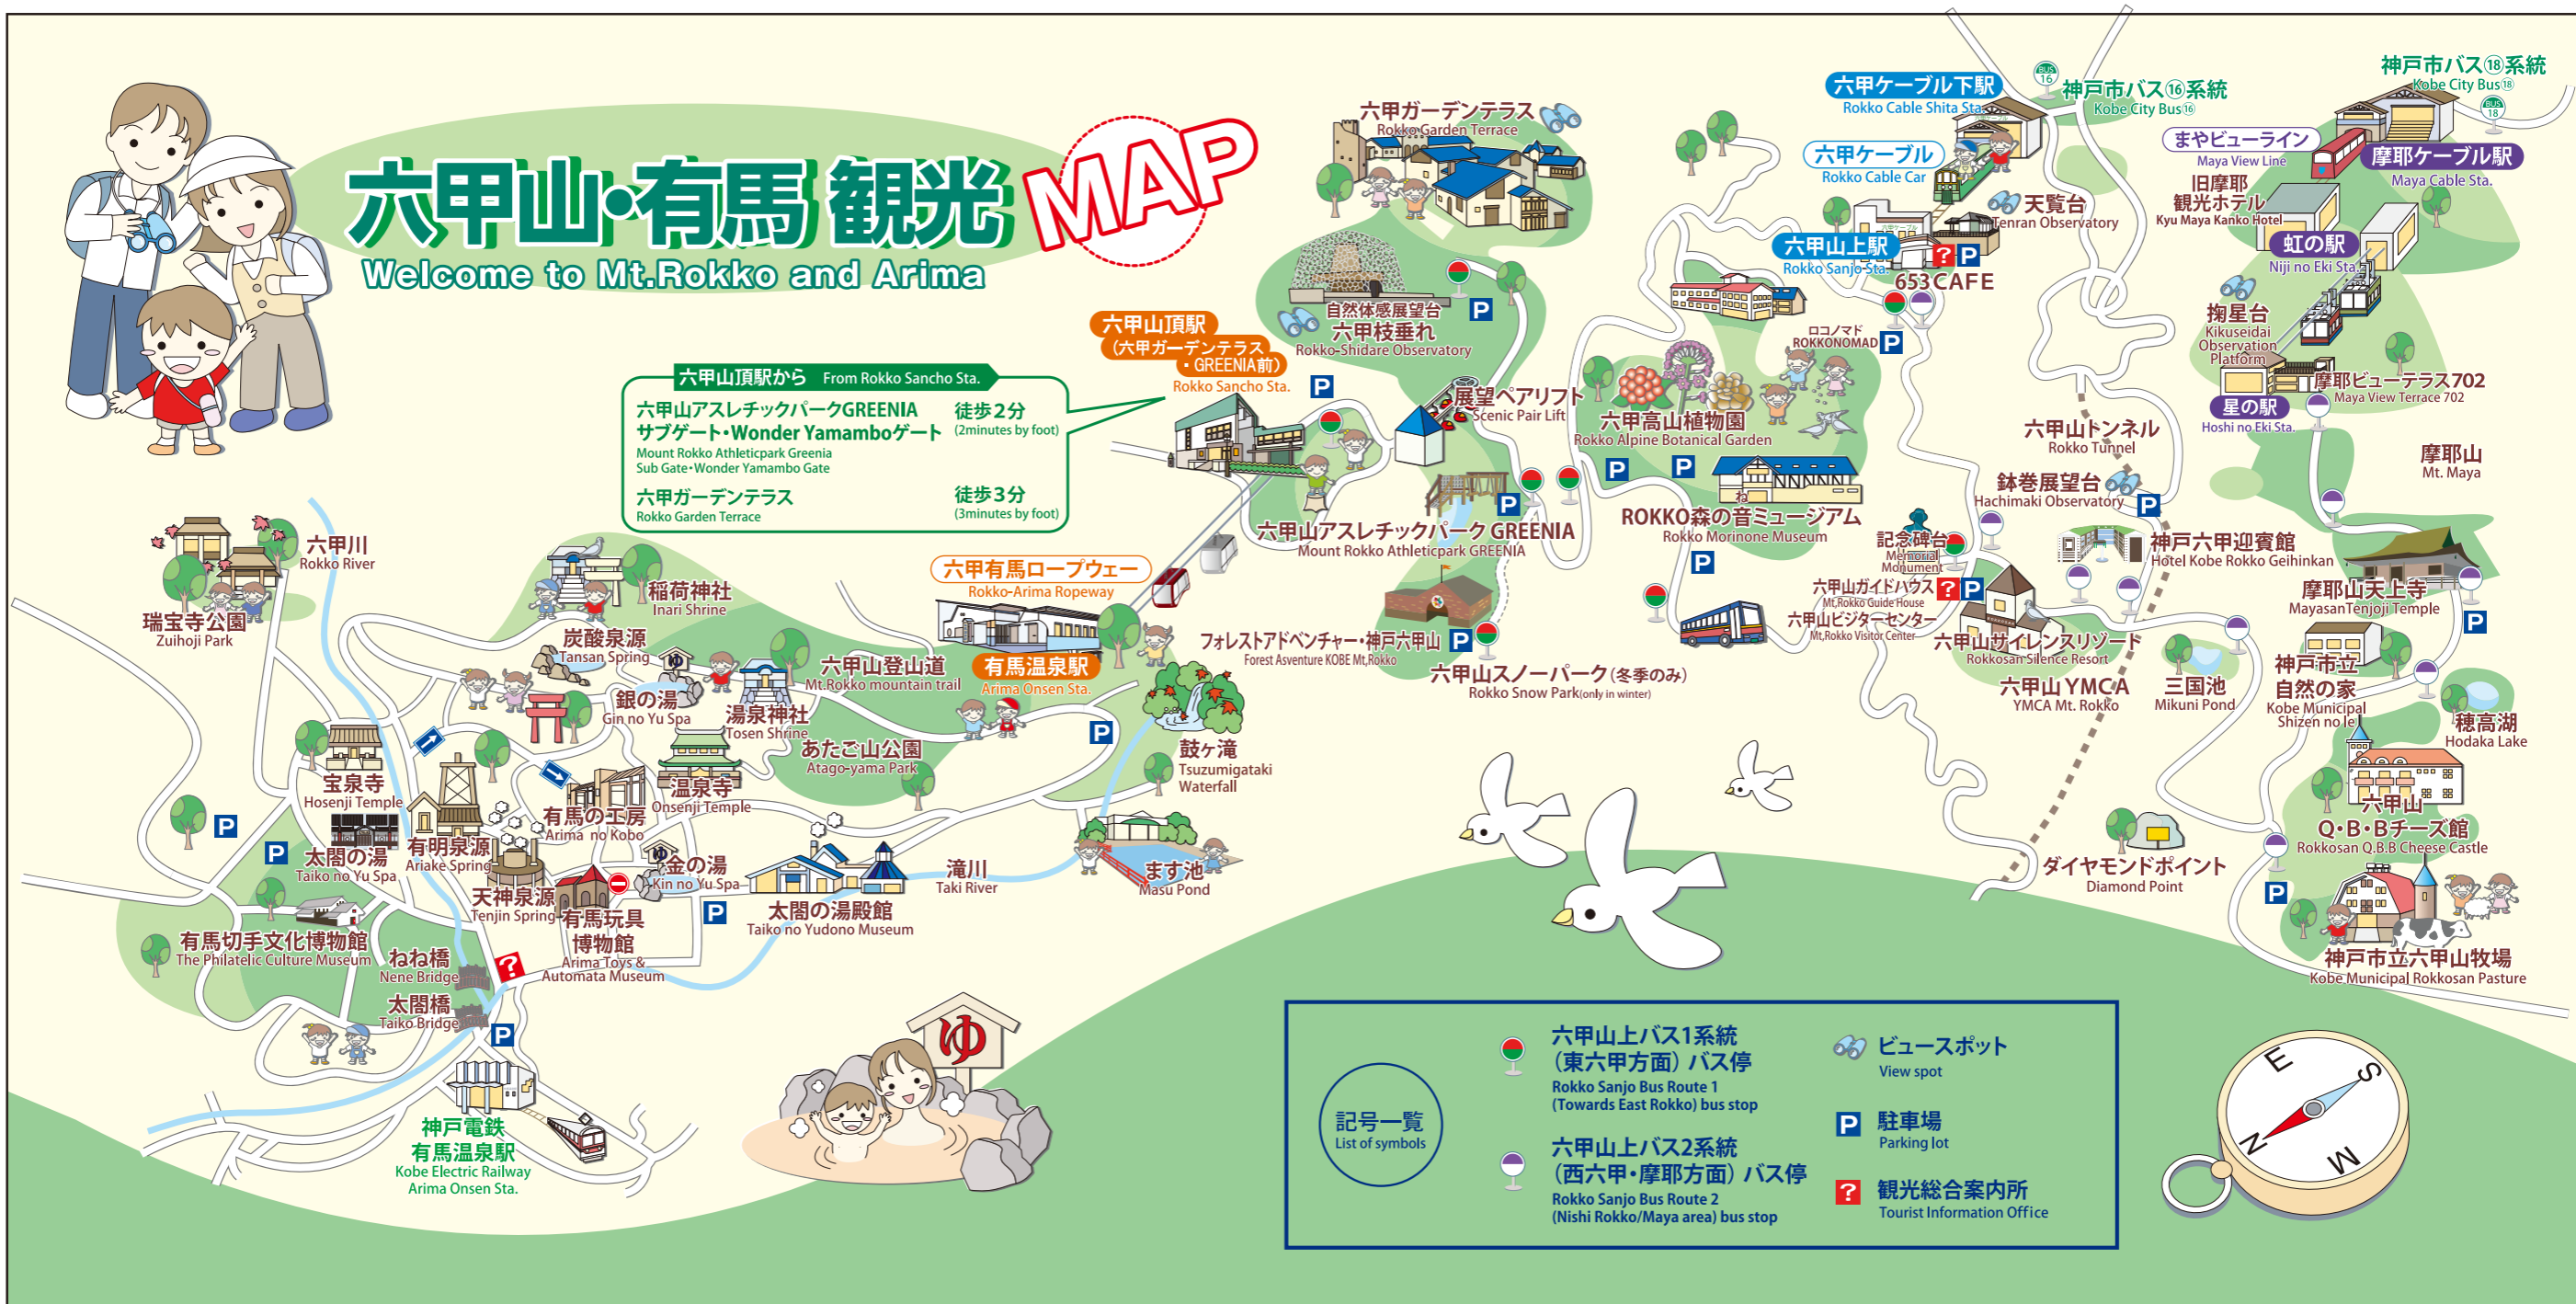 六甲山・有馬 観光 MAP
Welcome to Mt.Rokko and Arima
六甲山頂駅から From Rokko Sancho Sta.
六甲山アスレチックパークGREENIA
サブゲート・Wonder Yamamboゲート
徒歩2分
(2minutes by foot)
Mount Rokko Athleticpark Greenia
Sub Gate・Wonder Yamambo Gate
六甲ガーデンテラス
Rokko Garden Terrace
徒歩3分
(3minutes by foot)
六甲山頂駅
(六甲ガーデンテラス
・GREENIA前)
Rokko Sancho Sta.
P
六甲ガーデンテラス
Rokko Garden Terrace
自然体感展望台
六甲枝垂れ
Rokko-Shidare Observatory
P
展望ペアリフト
Scenic Pair Lift
P
六甲山アスレチックパーク GREENIA
Mount Rokko Athleticpark GREENIA
フォレストアドベンチャー・神戸六甲山
Forest Asventure KOBE Mt,Rokko
P
六甲山スノーパーク(冬季のみ)
Rokko Snow Park(only in winter)
六甲有馬ロープウェー
Rokko-Arima Ropeway
有馬温泉駅
Arima Onsen Sta.
六甲ケーブル下駅
Rokko Cable Shita Sta.
BUS
16
神戸市バス⑯系統
Kobe City Bus⑯
六甲ケーブル
Rokko Cable Car
天覧台
Tenran Observatory
六甲山上駅
Rokko Sanjo Sta.
? P
653CAFE
ロコノマド
ROKKONOMAD
P
六甲高山植物園
Rokko Alpine Botanical Garden
P
P
ROKKO森の音ミュージアム
Rokko Morinone Museum
P
記念碑台
Memorial
Monument
六甲山ガイドハウス
Mt,Rokko Guide House
? P
六甲山ビジターセンター
Mt,Rokko Visitor Center
六甲山サイレンスリゾート
Rokkosan Silence Resort
六甲山トンネル
Rokko Tunnel
鉢巻展望台
Hachimaki Observatory
P
神戸六甲迎賓館
Hotel Kobe Rokko Geihinkan
六甲山 YMCA
YMCA Mt. Rokko
三国池
Mikuni Pond
ダイヤモンドポイント
Diamond Point
神戸市バス⑱系統
Kobe City Bus⑱
BUS
18
まやビューライン
Maya View Line
摩耶ケーブル駅
Maya Cable Sta.
旧摩耶
観光ホテル
Kyu Maya Kanko Hotel
虹の駅
Niji no Eki Sta.
掬星台
Kikuseidai
Observation
Platform
摩耶ビューテラス702
Maya View Terrace 702
星の駅
Hoshi no Eki Sta.
摩耶山
Mt. Maya
摩耶山天上寺
MayasanTenjoji Temple
P
神戸市立
自然の家
Kobe Municipal
Shizen no Ie
穂高湖
Hodaka Lake
六甲山
Q・B・Bチーズ館
Rokkosan Q.B.B Cheese Castle
P
神戸市立六甲山牧場
Kobe Municipal Rokkosan Pasture
六甲川
Rokko River
瑞宝寺公園
Zuihoji Park
稲荷神社
Inari Shrine
炭酸泉源
Tansan Spring
ゆ
銀の湯
Gin no Yu Spa
湯泉神社
Tosen Shrine
六甲山登山道
Mt.Rokko mountain trail
あたご山公園
Atago-yama Park
P
鼓ヶ滝
Tsuzumigataki
Waterfall
宝泉寺
Hosenji Temple
有馬の工房
Arima no Kobo
温泉寺
Onsenji Temple
P
P
太閤の湯
Taiko no Yu Spa
有明泉源
Ariake Spring
天神泉源
Tenjin Spring
ゆ
金の湯
Kin no Yu Spa
P
有馬玩具
博物館
Arima Toys &
Automata Museum
太閤の湯殿館
Taiko no Yudono Museum
滝川
Taki River
ます池
Masu Pond
有馬切手文化博物館
The Philatelic Culture Museum
ねね橋
Nene Bridge
?
太閤橋
Taiko Bridge
P
神戸電鉄
有馬温泉駅
Kobe Electric Railway
Arima Onsen Sta.
ゆ
記号一覧
List of symbols
六甲山上バス1系統
(東六甲方面) バス停
Rokko Sanjo Bus Route 1
(Towards East Rokko) bus stop
六甲山上バス2系統
(西六甲・摩耶方面) バス停
Rokko Sanjo Bus Route 2
(Nishi Rokko/Maya area) bus stop
ビュースポット
View spot
P 駐車場
Parking lot
? 観光総合案内所
Tourist Information Office
E
S
N
W